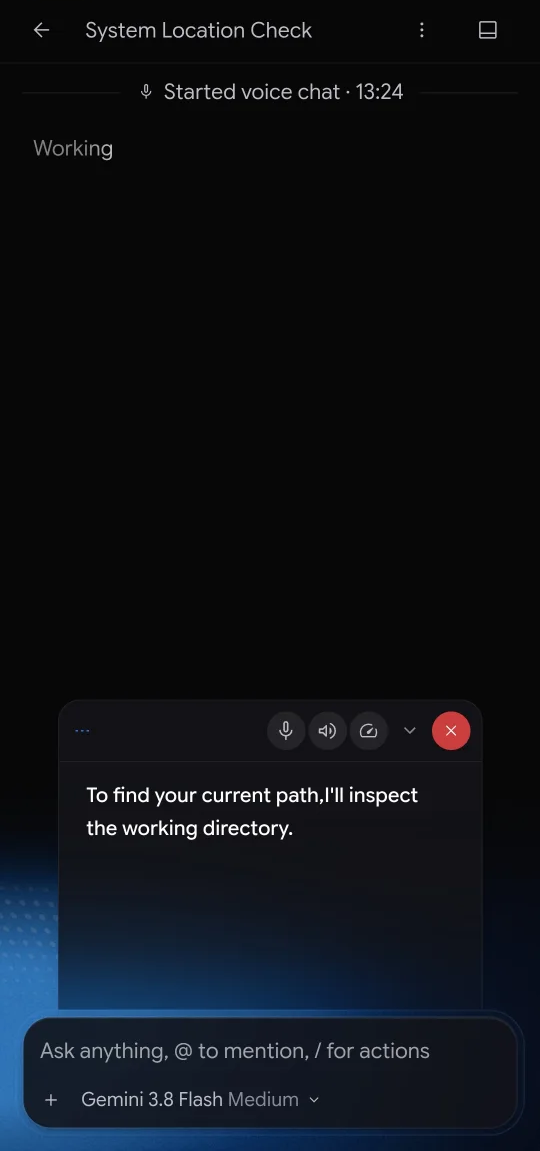 System Location Check
Started voice chat · 13:24
Working
To find your current path,I'll inspect
the working directory.
Ask anything, @ to mention, / for actions
Gemini 3.8 Flash Medium